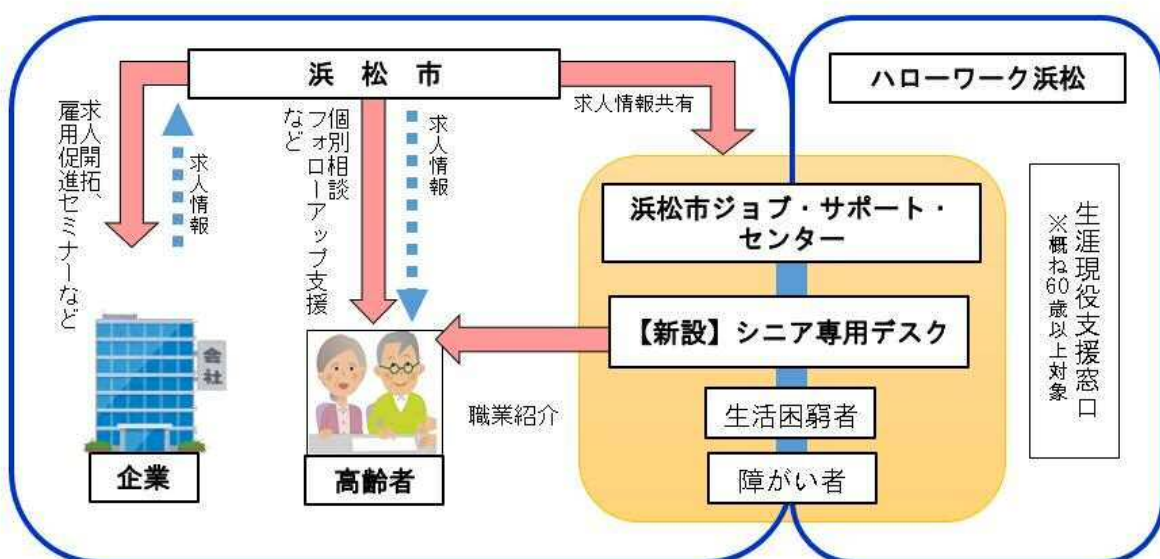 浜 松 市
ハローワーク浜松
求人開拓、
雇用促進セミナーなど
求人情報
個別相談
フォローアップ支援
など
求人情報
求人情報共有
浜松市ジョブ・サポート・
センター
【新設】シニア専用デスク
生活困窮者
障がい者
職業紹介
会社
企業
高齢者
生涯現役支援窓口
※概ね60歳以上対象